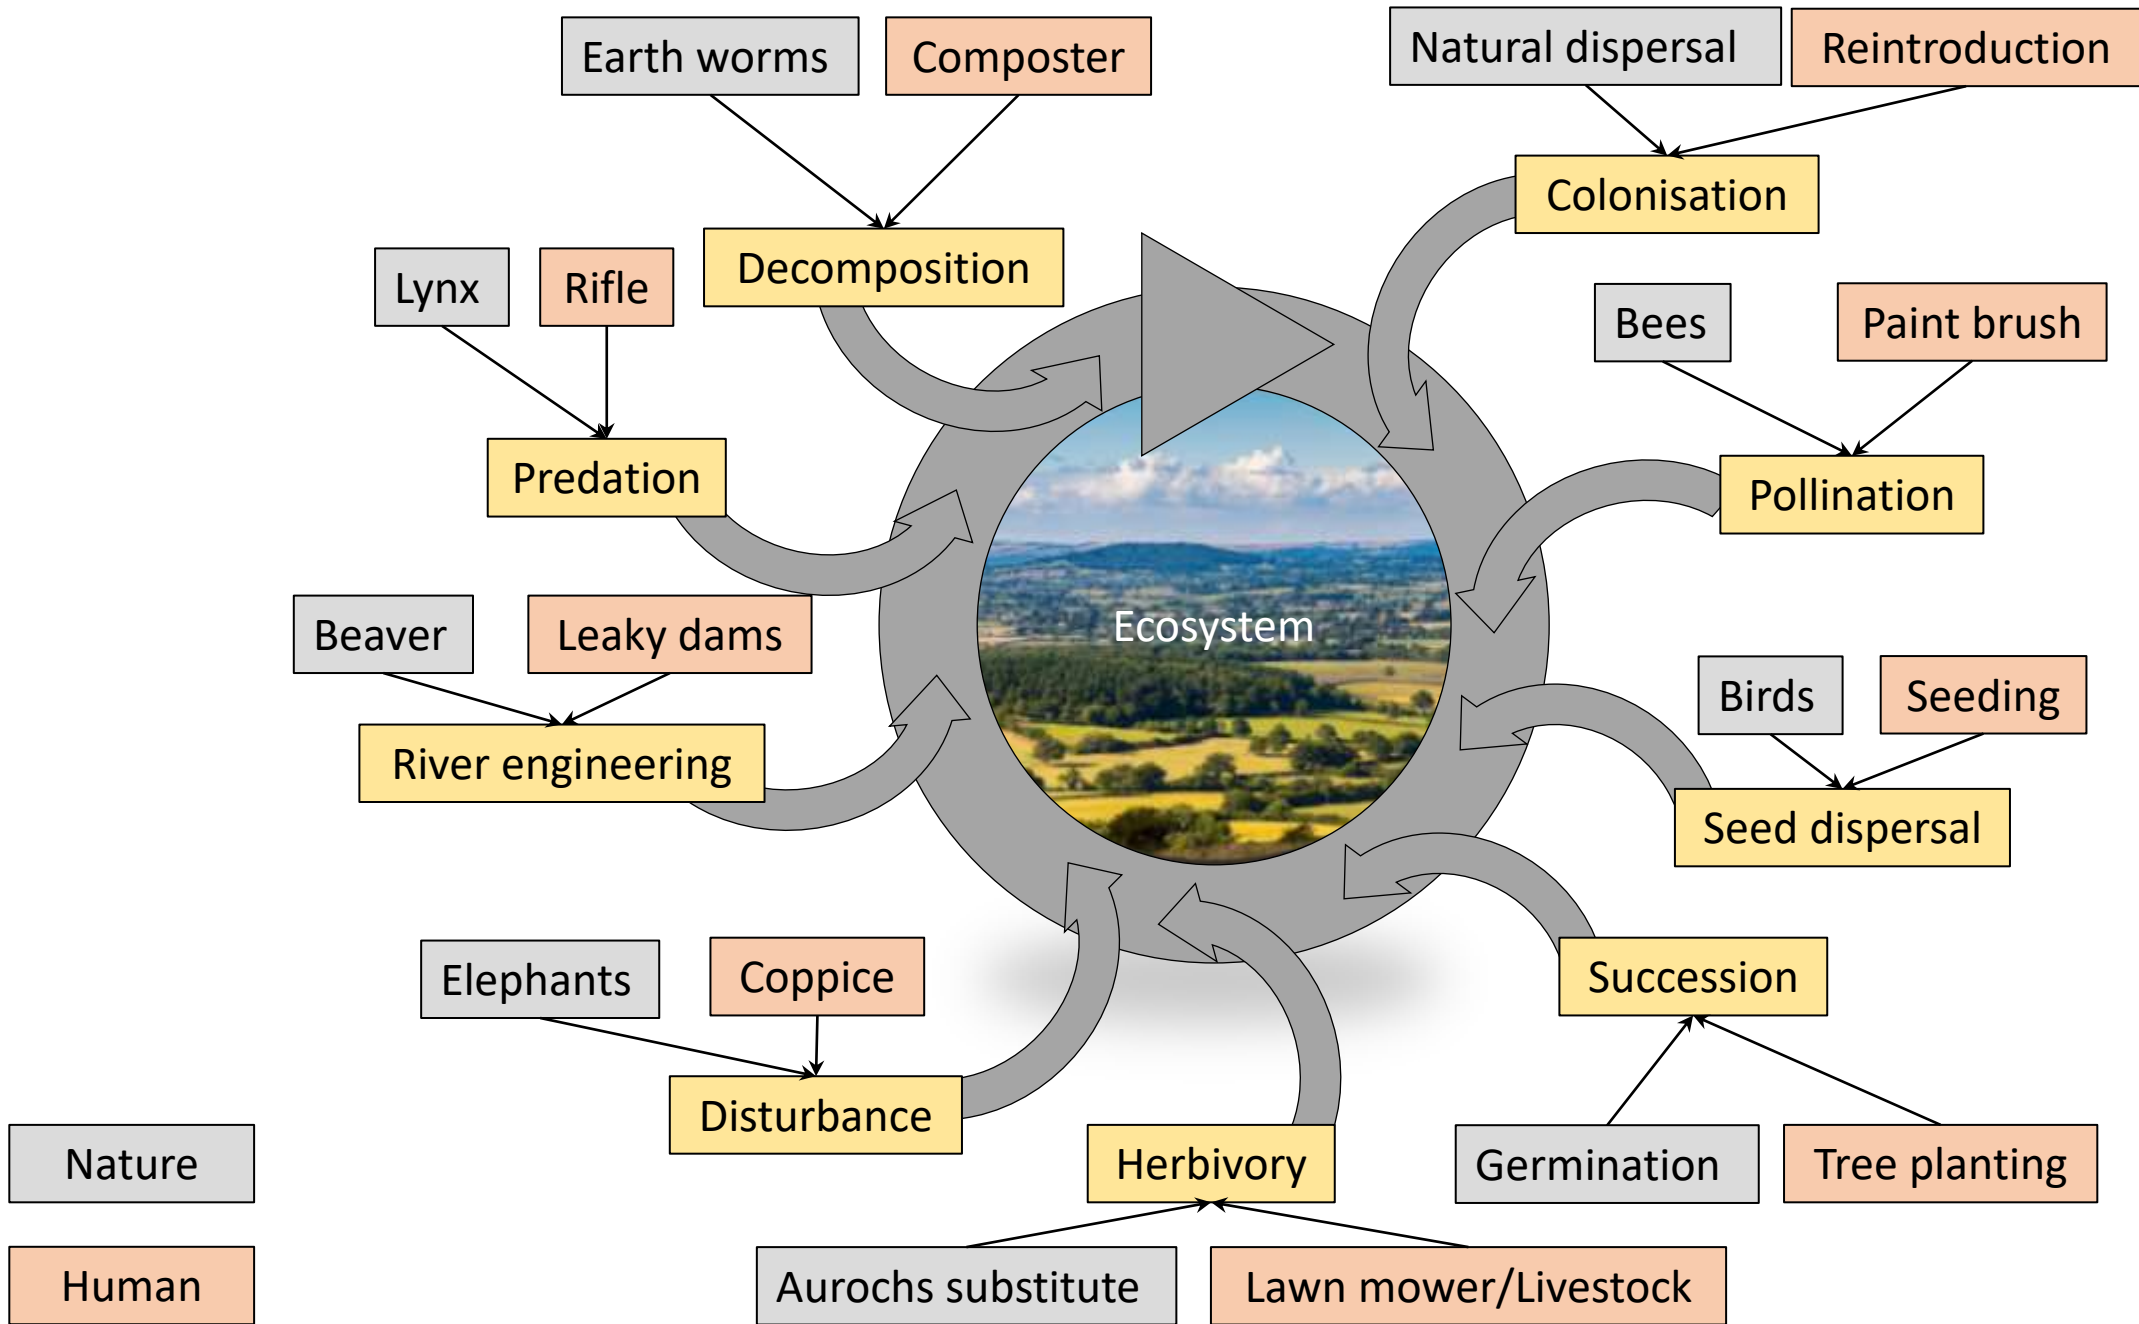 Earth worms
Composter
Natural dispersal
Reintroduction
Colonisation
Decomposition
Lynx
Rifle
Bees
Paint brush
Predation
Pollination
Beaver
Leaky dams
Ecosystem
Birds
Seeding
River engineering
Seed dispersal
Elephants
Coppice
Succession
Disturbance
Nature
Herbivory
Germination
Tree planting
Human
Aurochs substitute
Lawn mower/Livestock